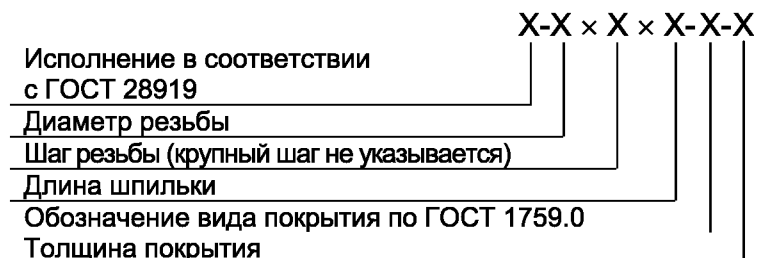 Х-Х × Х × Х-Х-Х
Исполнение в соответствии
с ГОСТ 28919
Диаметр резьбы
Шаг резьбы (крупный шаг не указывается)
Длина шпильки
Обозначение вида покрытия по ГОСТ 1759.0
Толщина покрытия